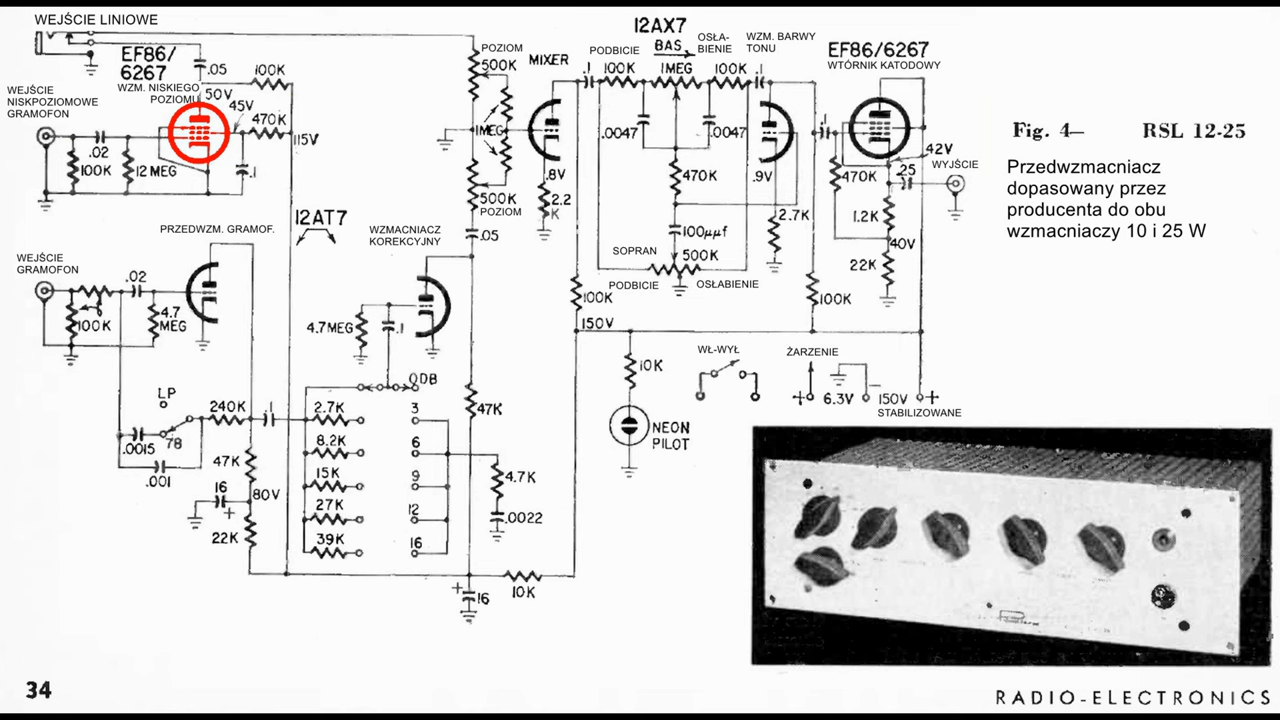 WEJŚCIE LINIOWE
EF86/
6267
WZM. NISKIEGO
POZIOMU
.05
100K
50V
45V
470K
115V
WEJŚCIE
NISKPOZIOMOWE
GRAMOFON
.02
100K
12 MEG
.1
12AT7
PRZEDWZM. GRAMOF.
WZMACNIACZ
KOREKCYJNY
WEJŚCIE
GRAMOFON
.02
100K
4.7
MEG
4.7MEG
.1
LP
78
.0015
.001
240K
.1
47K
16
+
80V
22K
0DB
2.7K
3
8.2K
6
15K
9
27K
12
39K
16
47K
4.7K
.0022
+
16
10K
POZIOM
500K
1MEG
500K
POZIOM
.05
MIXER
.8V
2.2
K
12AX7
PODBICIE
BAS
OSŁA-
BIENIE
WZM. BARWY
TONU
.1
100K
1MEG
100K
.1
.0047
.0047
470K
.9V
2.7K
100µµf
SOPRAN
500K
PODBICIE
OSŁABIENIE
100K
100K
150V
EF86/6267
WTÓRNIK KATODOWY
.1
470K
42V
WYJŚCIE
.25
1.2K
40V
22K
10K
NEON
PILOT
WŁ-WYŁ
ŻARZENIE
+
6.3V
−
150V
+
STABILIZOWANE
Fig. 4— RSL 12-25
Przedwzmacniacz
dopasowany przez
producenta do obu
wzmacniaczy 10 i 25 W
34
RADIO-ELECTRONICS